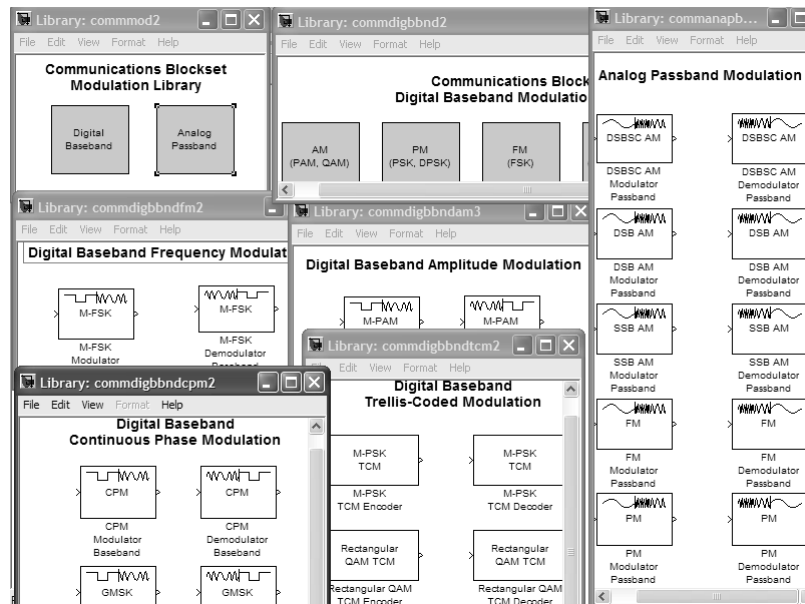 Library: commmod2
File Edit View Format Help
Communications Blockset
Modulation Library
Digital
Baseband
Analog
Passband
Library: commdigbbnd2
File Edit View Format Help
Communications Block
Digital Baseband Modulatio
AM
(PAM, QAM)
PM
(PSK, DPSK)
FM
(FSK)
Library: commanapb...
File Edit View Format Help
Analog Passband Modulation
DSBSC AM
DSBSC AM
Modulator
Passband
DSBSC AM
DSBSC AM
Demodulator
Passband
DSB AM
DSB AM
Modulator
Passband
DSB AM
DSB AM
Demodulator
Passband
SSB AM
SSB AM
Modulator
Passband
SSB AM
SSB AM
Demodulator
Passband
FM
FM
Modulator
Passband
FM
FM
Demodulator
Passband
PM
PM
Modulator
Passband
PM
PM
Demodulator
Passband
Library: commdigbbndfm2
File Edit View Format Help
Digital Baseband Frequency Modulat
M-FSK
M-FSK
Modulator
M-FSK
M-FSK
Demodulator
Library: commdigbbndam3
File Edit View Format Help
Digital Baseband Amplitude Modulation
M-PAM
M-PAM
Library: commdigbbndtcm2
Edit View Format Help
Digital Baseband
Trellis-Coded Modulation
M-PSK
TCM
M-PSK
TCM Encoder
M-PSK
TCM
M-PSK
TCM Decoder
Rectangular
QAM TCM
Rectangular QAM
TCM Encoder
Rectangular
QAM TCM
Rectangular QAM
TCM Decoder
Library: commdigbbndcpm2
File Edit View Format Help
Digital Baseband
Continuous Phase Modulation
CPM
CPM
Modulator
Baseband
CPM
CPM
Demodulator
Baseband
GMSK
GMSK